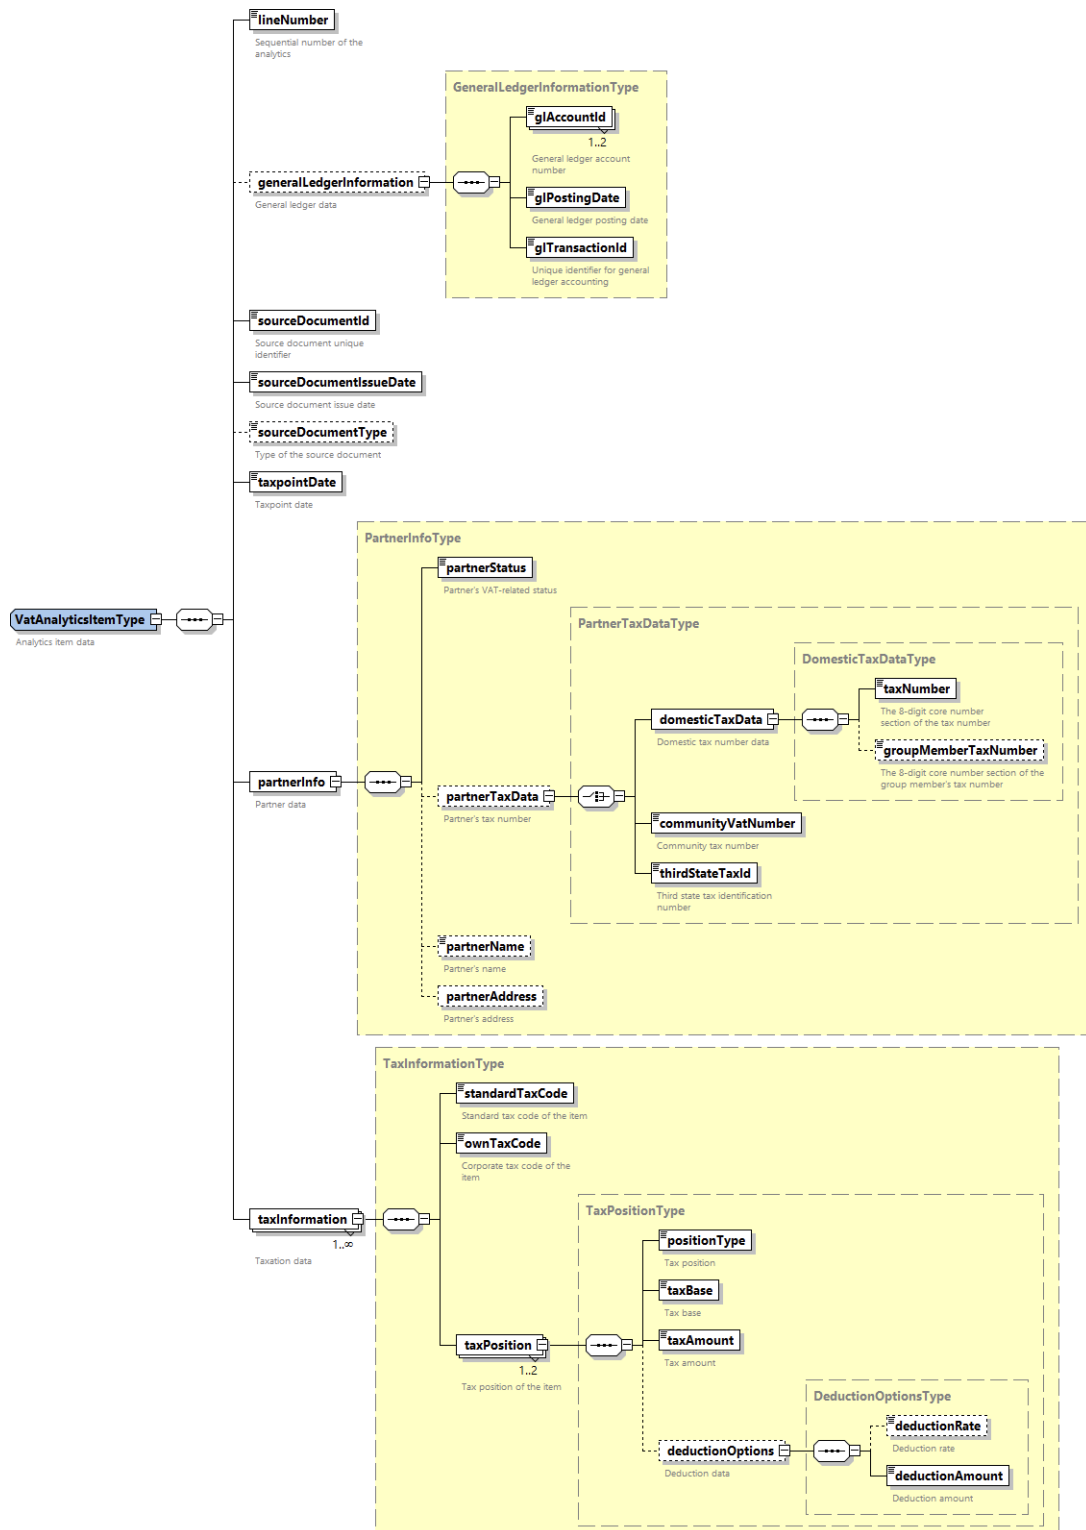 lineNumber
Sequential number of the
analytics
GeneralLedgerInformationType
glAccountId
1..2
General ledger account
number
generalLedgerInformation
General ledger data
glPostingDate
General ledger posting date
glTransactionId
Unique identifier for general
ledger accounting
sourceDocumentId
Source document unique
identifier
sourceDocumentIssueDate
Source document issue date
sourceDocumentType
Type of the source document
taxpointDate
Taxpoint date
VatAnalyticsItemType
Analytics item data
PartnerInfoType
partnerStatus
Partner's VAT-related status
PartnerTaxDataType
DomesticTaxDataType
taxNumber
The 8-digit core number
section of the tax number
domesticTaxData
Domestic tax number data
groupMemberTaxNumber
The 8-digit core number section of the
group member's tax number
partnerInfo
Partner data
partnerTaxData
Partner's tax number
communityVatNumber
Community tax number
thirdStateTaxId
Third state tax identification
number
partnerName
Partner's name
partnerAddress
Partner's address
TaxInformationType
standardTaxCode
Standard tax code of the item
ownTaxCode
Corporate tax code of the
item
taxInformation
1..∞
Taxation data
TaxPositionType
positionType
Tax position
taxBase
Tax base
taxAmount
Tax amount
taxPosition
1..2
Tax position of the item
DeductionOptionsType
deductionRate
Deduction rate
deductionOptions
Deduction data
deductionAmount
Deduction amount